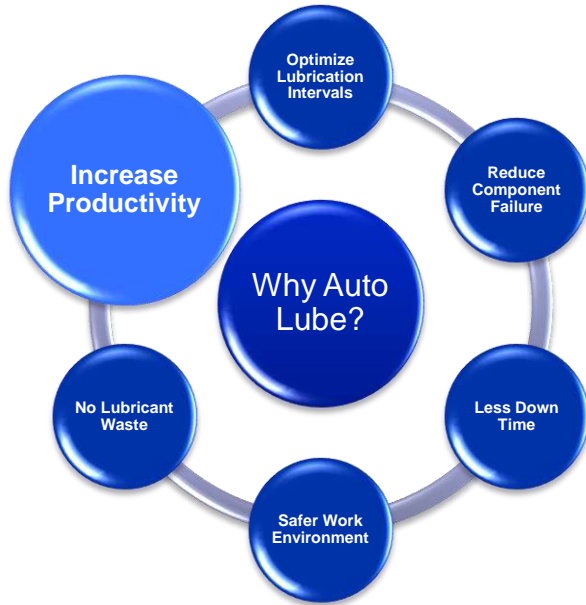 Optimize
Lubrication
Intervals
Increase
Productivity
Reduce
Component
Failure
Why Auto
Lube?
No Lubricant
Waste
Less Down
Time
Safer Work
Environment